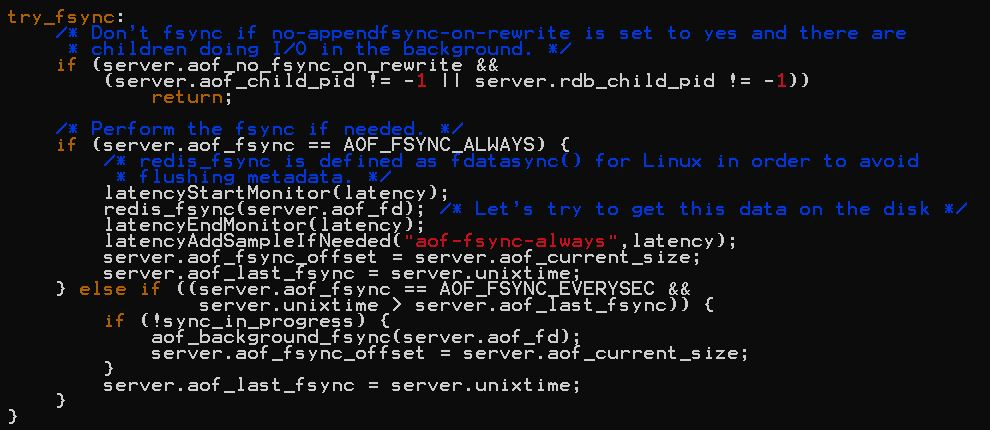 try_fsync:
    /* Don't fsync if no-appendfsync-on-rewrite is set to yes and there are
     * children doing I/O in the background. */
    if (server.aof_no_fsync_on_rewrite &&
        (server.aof_child_pid != -1 || server.rdb_child_pid != -1))
            return;

    /* Perform the fsync if needed. */
    if (server.aof_fsync == AOF_FSYNC_ALWAYS) {
        /* redis_fsync is defined as fdatasync() for Linux in order to avoid
         * flushing metadata. */
        latencyStartMonitor(latency);
        redis_fsync(server.aof_fd); /* Let's try to get this data on the disk */
        latencyEndMonitor(latency);
        latencyAddSampleIfNeeded("aof-fsync-always",latency);
        server.aof_fsync_offset = server.aof_current_size;
        server.aof_last_fsync = server.unixtime;
    } else if ((server.aof_fsync == AOF_FSYNC_EVERYSEC &&
                server.unixtime > server.aof_last_fsync)) {
        if (!sync_in_progress) {
            aof_background_fsync(server.aof_fd);
            server.aof_fsync_offset = server.aof_current_size;
        }
        server.aof_last_fsync = server.unixtime;
    }
}